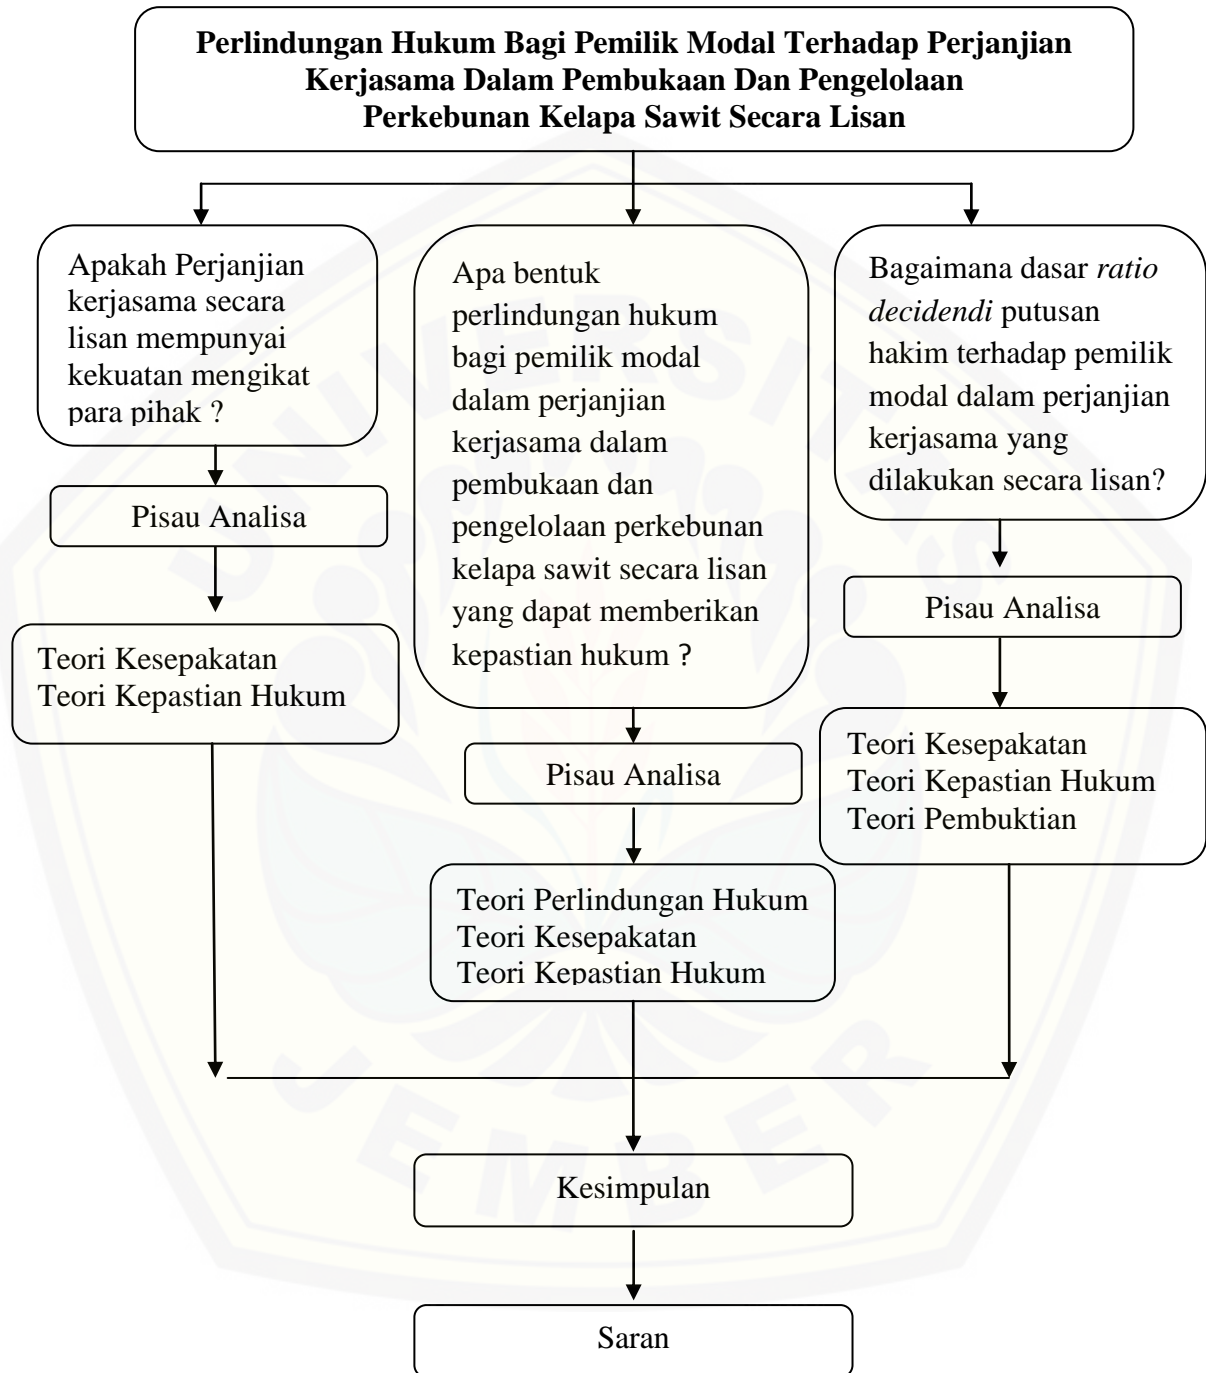 Perlindungan Hukum Bagi Pemilik Modal Terhadap Perjanjian
Kerjasama Dalam Pembukaan Dan Pengelolaan
Perkebunan Kelapa Sawit Secara Lisan
Apakah Perjanjian
kerjasama secara
lisan mempunyai
kekuatan mengikat
para pihak ?
Pisau Analisa
Teori Kesepakatan
Teori Kepastian Hukum
Apa bentuk
perlindungan hukum
bagi pemilik modal
dalam perjanjian
kerjasama dalam
pembukaan dan
pengelolaan perkebunan
kelapa sawit secara lisan
yang dapat memberikan
kepastian hukum ?
Pisau Analisa
Teori Perlindungan Hukum
Teori Kesepakatan
Teori Kepastian Hukum
Bagaimana dasar ratio
decidendi putusan
hakim terhadap pemilik
modal dalam perjanjian
kerjasama yang
dilakukan secara lisan?
Pisau Analisa
Teori Kesepakatan
Teori Kepastian Hukum
Teori Pembuktian
Kesimpulan
Saran
UNIVERSITAS
JEMBER